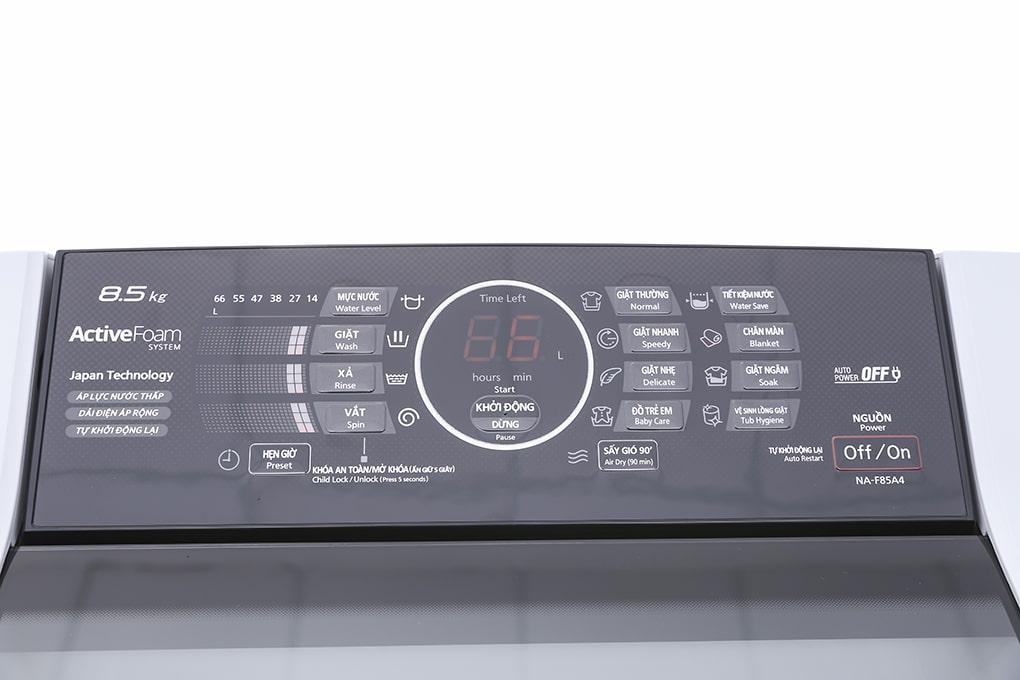 8.5 kg
ActiveFoam
SYSTEM
Japan Technology
ÁP LỰC NƯỚC THẤP
DẢI ĐIỆN ÁP RỘNG
TỰ KHỞI ĐỘNG LẠI
66 55 47 38 27 14
L
MỰC NƯỚC
Water Level
GIẶT
Wash
XẢ
Rinse
VẮT
Spin
HẸN GIỜ
Preset
KHÓA AN TOÀN/MỞ KHÓA (ẤN GIỮ 5 GIÂY)
Child Lock / Unlock (Press 5 seconds)
Time Left
L
hours min
Start
KHỞI ĐỘNG
DỪNG
Pause
GIẶT THƯỜNG
Normal
TIẾT KIỆM NƯỚC
Water Save
GIẶT NHANH
Speedy
CHĂN MÀN
Blanket
GIẶT NHẸ
Delicate
GIẶT NGÂM
Soak
ĐỒ TRẺ EM
Baby Care
VỆ SINH LỒNG GIẶT
Tub Hygiene
SẤY GIÓ 90'
Air Dry (90 min)
AUTO
POWER OFF
NGUỒN
Power
TỰ KHỞI ĐỘNG LẠI
Auto Restart
Off / On
NA-F85A4